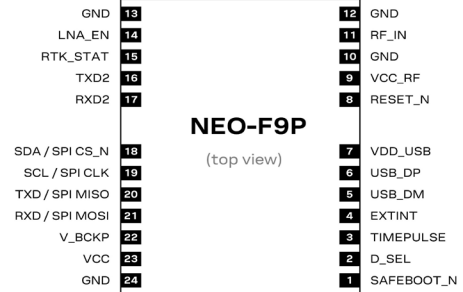 GND 13
LNA_EN 14
RTK_STAT 15
TXD2 16
RXD2 17
SDA / SPI CS_N 18
SCL / SPI CLK 19
TXD / SPI MISO 20
RXD / SPI MOSI 21
V_BCKP 22
VCC 23
GND 24
NEO-F9P
(top view)
12 GND
11 RF_IN
10 GND
9 VCC_RF
8 RESET_N
7 VDD_USB
6 USB_DP
5 USB_DM
4 EXTINT
3 TIMEPULSE
2 D_SEL
1 SAFEBOOT_N